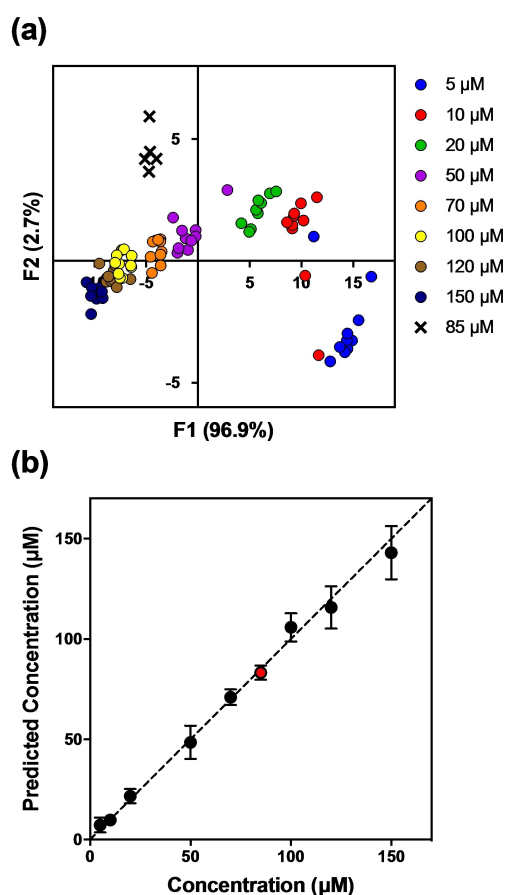 (a)
5 µM
10 µM
20 µM
50 µM
70 µM
100 µM
120 µM
150 µM
85 µM
F2 (2.7%)
5
-5
5
10
15
-5
F1 (96.9%)
(b)
Predicted Concentration (µM)
150
100
50
0
0
50
100
150
Concentration (µM)